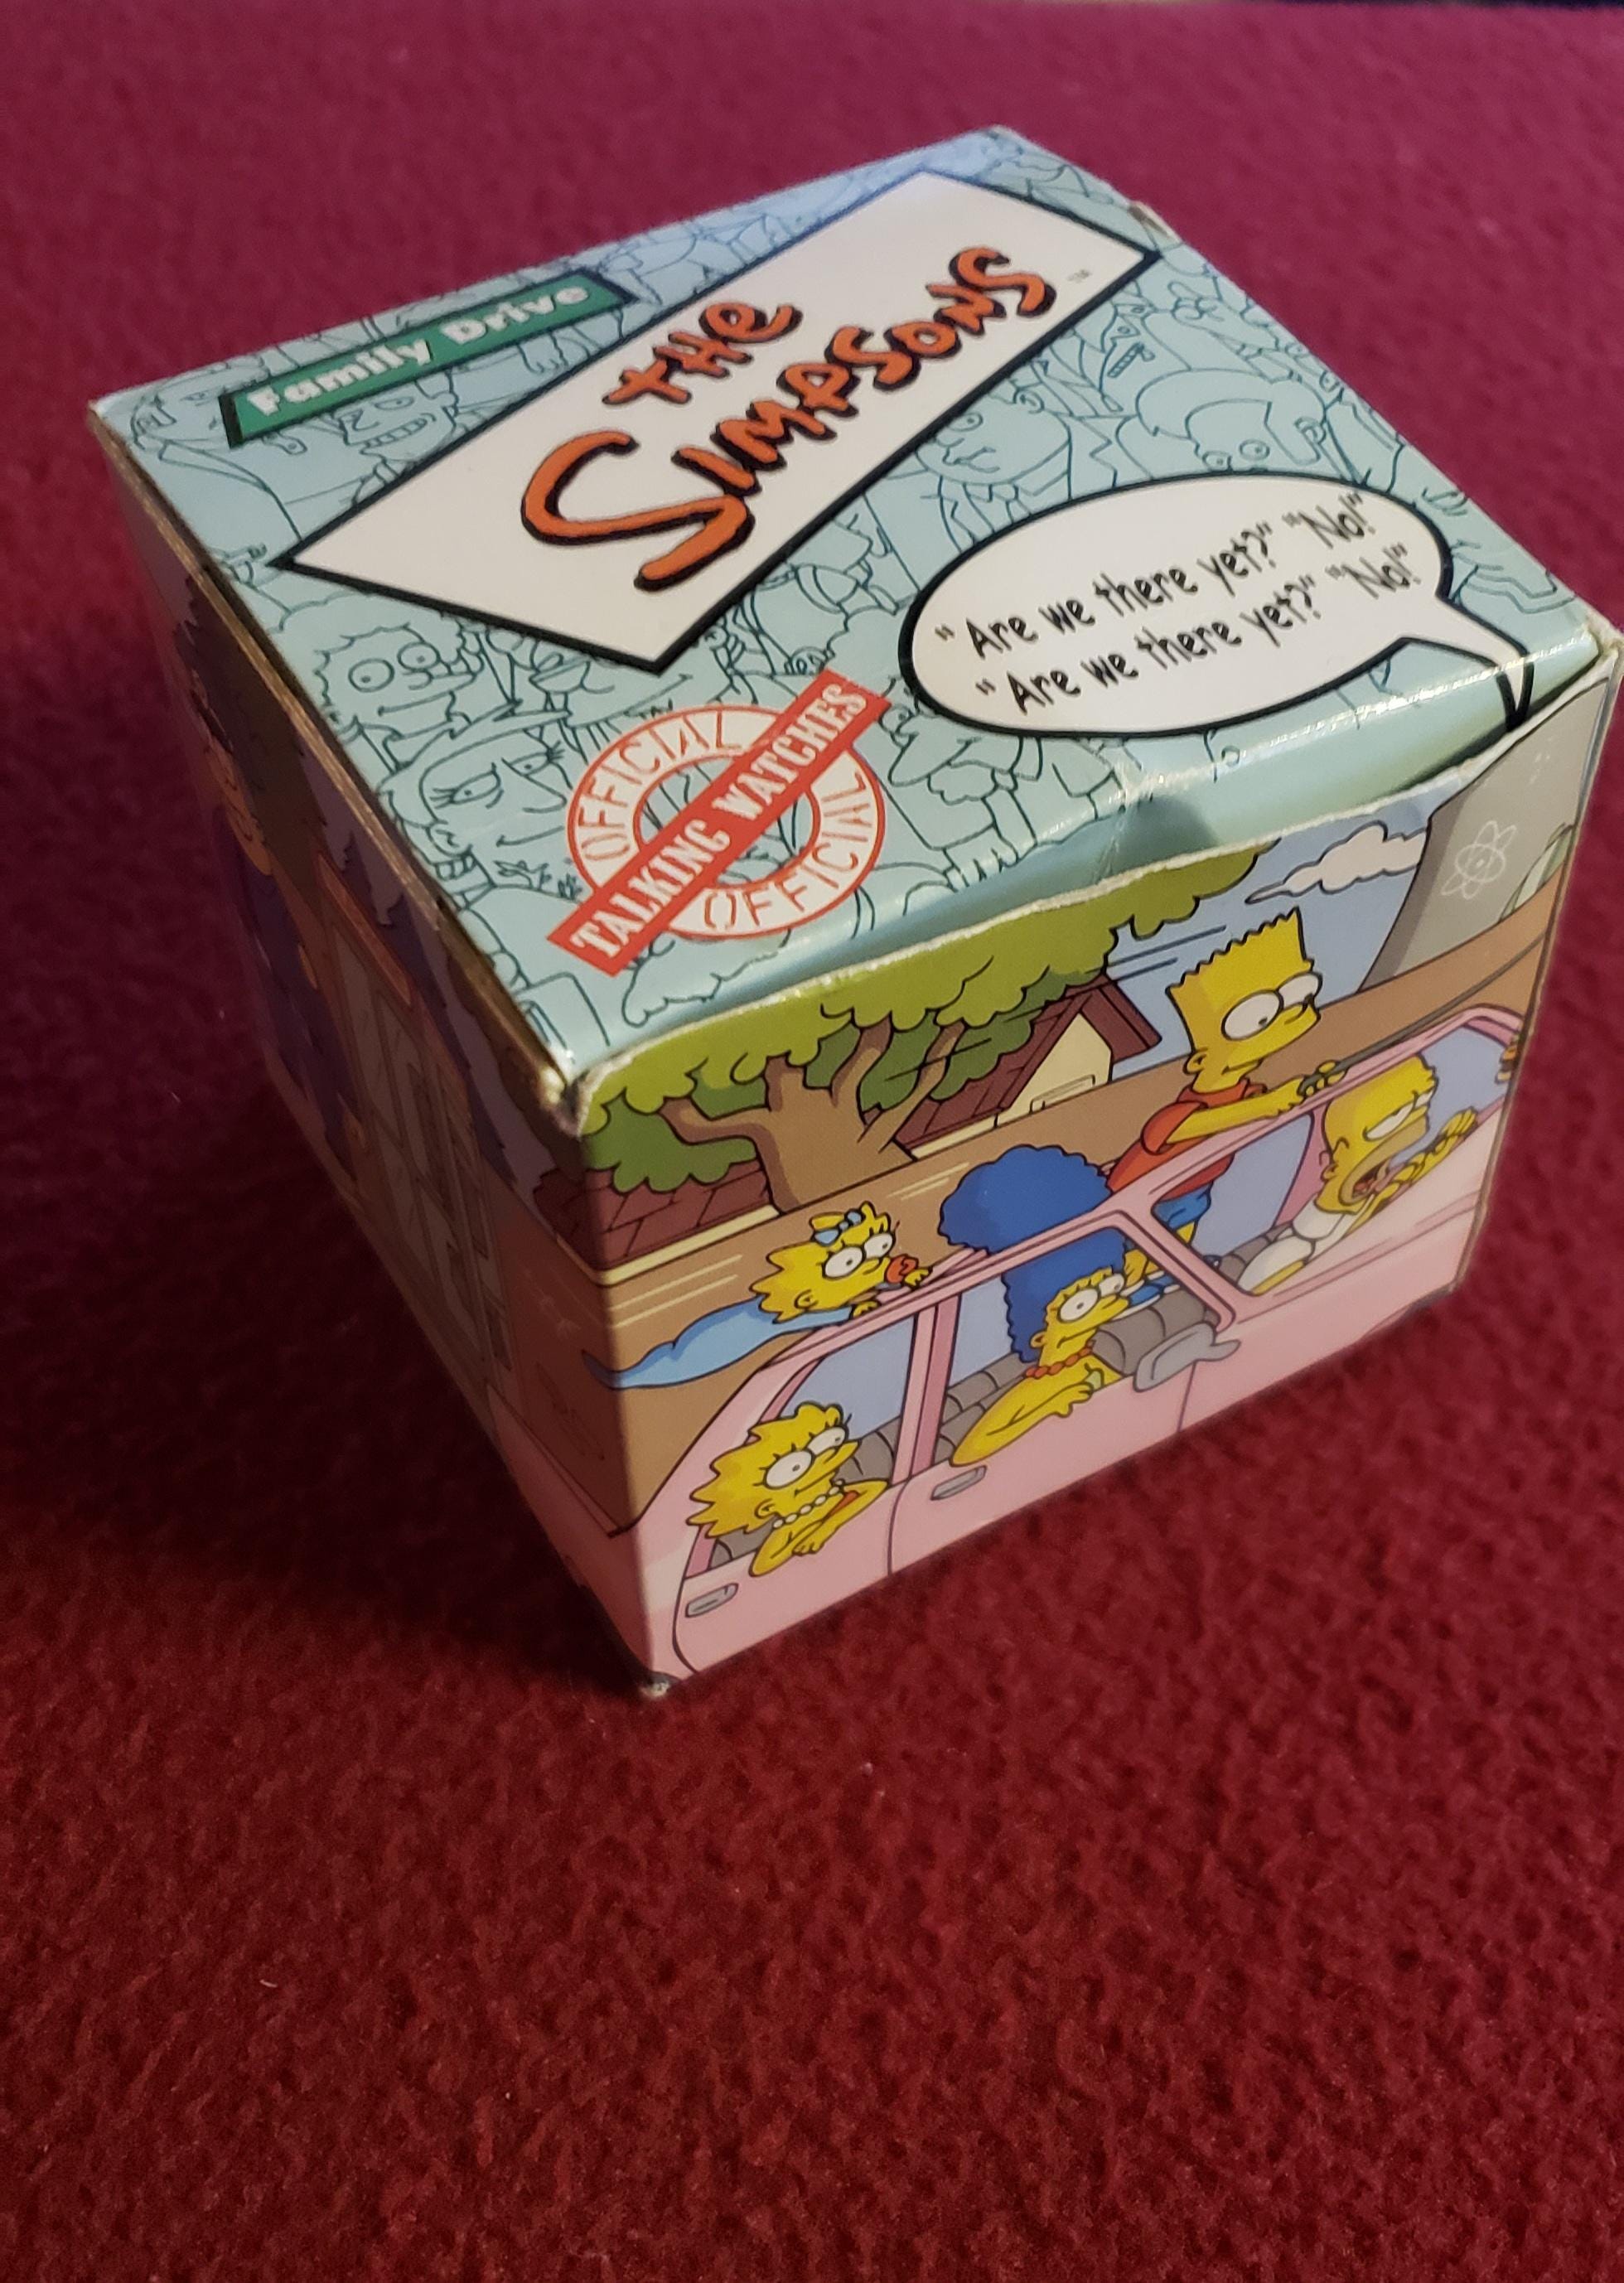 Family Drive
THE
SIMPSONS
TM
"Are we there yet?" "No!"
"Are we there yet?" "No!"
OFFICIAL
TALKING WATCHES
OFFICIAL